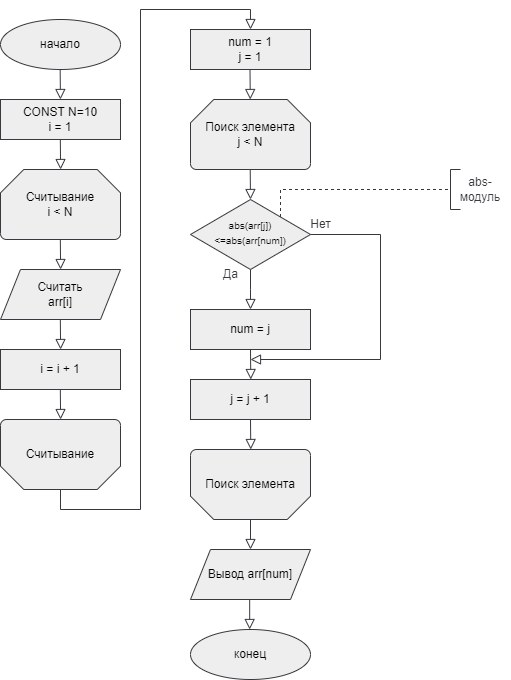 начало
CONST N=10
i = 1
Считывание
i < N
Считать
arr[i]
i = i + 1
Считывание
num = 1
j = 1
Поиск элемента
j < N
abs(arr[j])
<=abs(arr[num])
abs-
модуль
Нет
Да
num = j
j = j + 1
Поиск элемента
Вывод arr[num]
конец